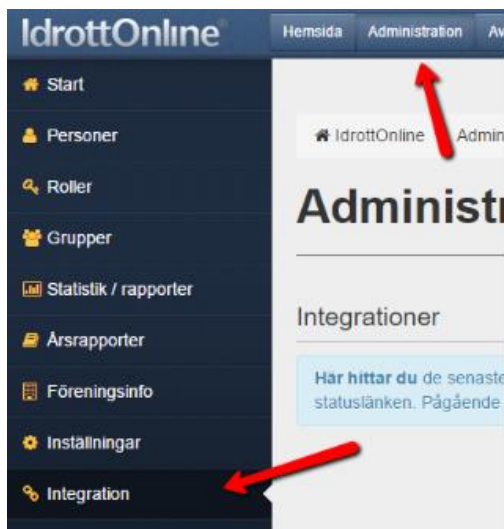 IdrottOnline
Hemsida Administration
Start
Personer
Roller
Grupper
Statistik / rapporter
Årsrapporter
Föreningsinfo
Inställningar
Integration
IdrottOnline
Integrationer
Här hittar du de senaste
statuslänken. Pågående